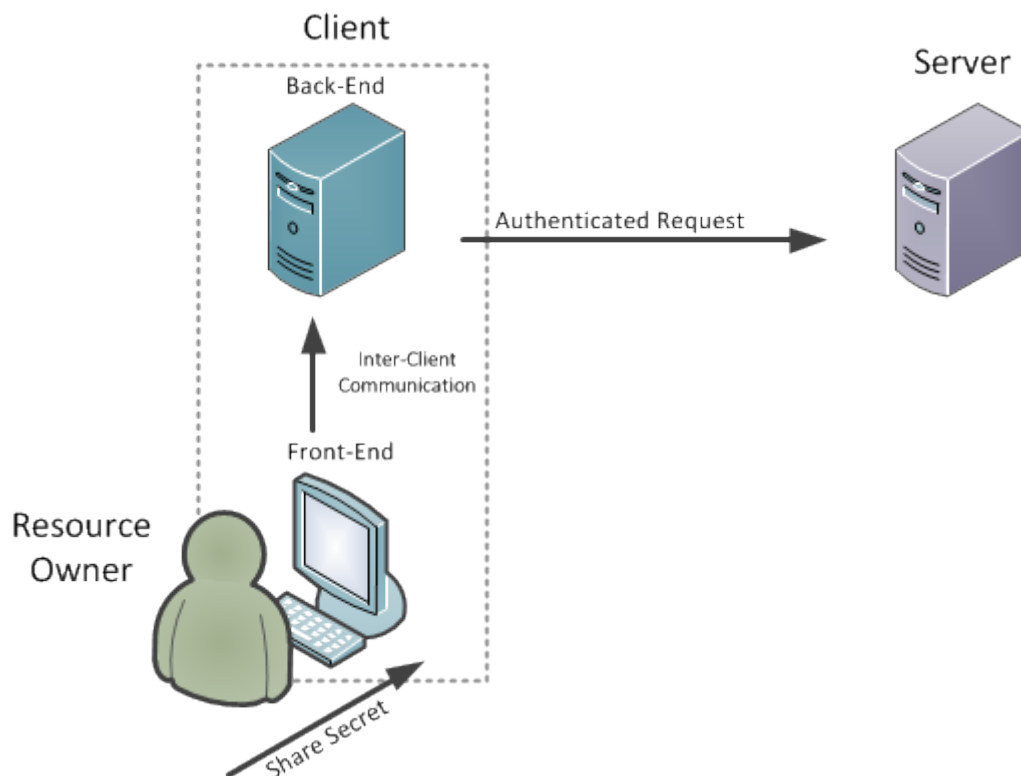 Client
Back-End
Server
Authenticated Request
Inter-Client
Communication
Front-End
Resource
Owner
Share Secret